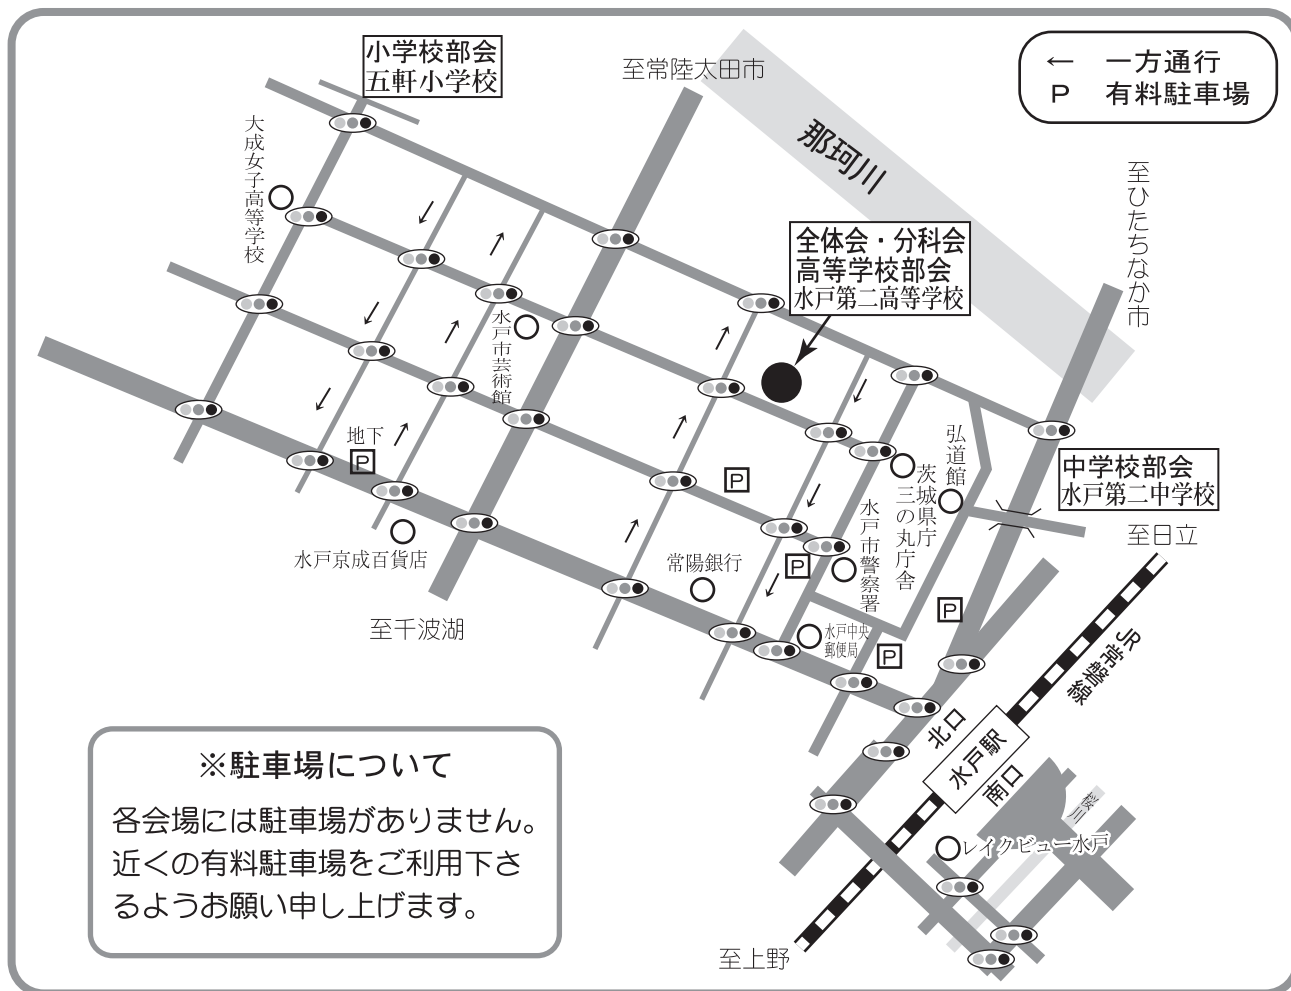 小学校部会
五軒小学校
至常陸太田市
← 一方通行
P 有料駐車場
大成女子高等学校
那珂川
至ひたちなか市
全体会・分科会
高等学校部会
水戸第二高等学校
水戸市芸術館
地下
P
P
水戸京成百貨店
至千波湖
常陽銀行
P
水戸市警察署
茨城県庁
三の丸庁舎
弘道館
中学校部会
水戸第二中学校
至日立
水戸中央
郵便局
P
P
JR常磐線
北口
水戸駅
南口
桜川
レイクビュー水戸
至上野
※駐車場について
各会場には駐車場がありません。
近くの有料駐車場をご利用下さ
るようお願い申し上げます。